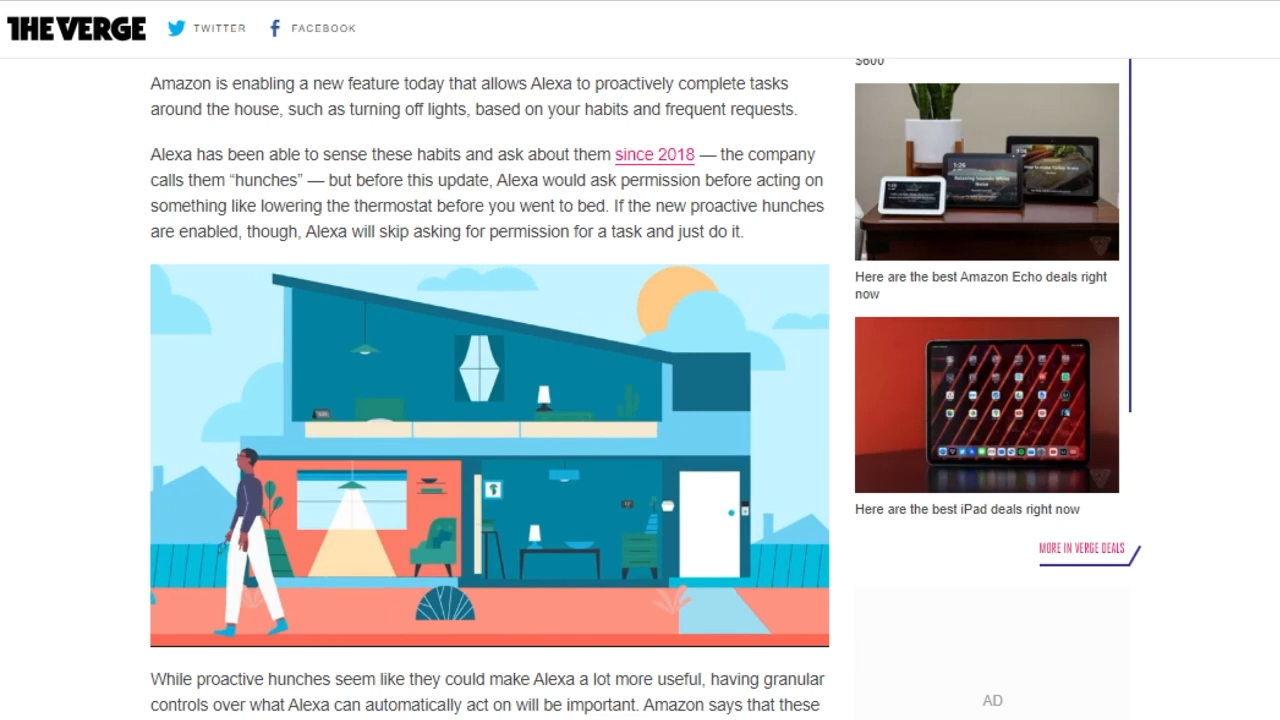 THE VERGE
TWITTER
FACEBOOK
Amazon is enabling a new feature today that allows Alexa to proactively complete tasks
around the house, such as turning off lights, based on your habits and frequent requests.
Alexa has been able to sense these habits and ask about them since 2018 — the company
calls them “hunches” — but before this update, Alexa would ask permission before acting on
something like lowering the thermostat before you went to bed. If the new proactive hunches
are enabled, though, Alexa will skip asking for permission for a task and just do it.
While proactive hunches seem like they could make Alexa a lot more useful, having granular
controls over what Alexa can automatically act on will be important. Amazon says that these
$600
1:26
Here are the best Amazon Echo deals right
now
Here are the best iPad deals right now
MORE IN VERGE DEALS
AD